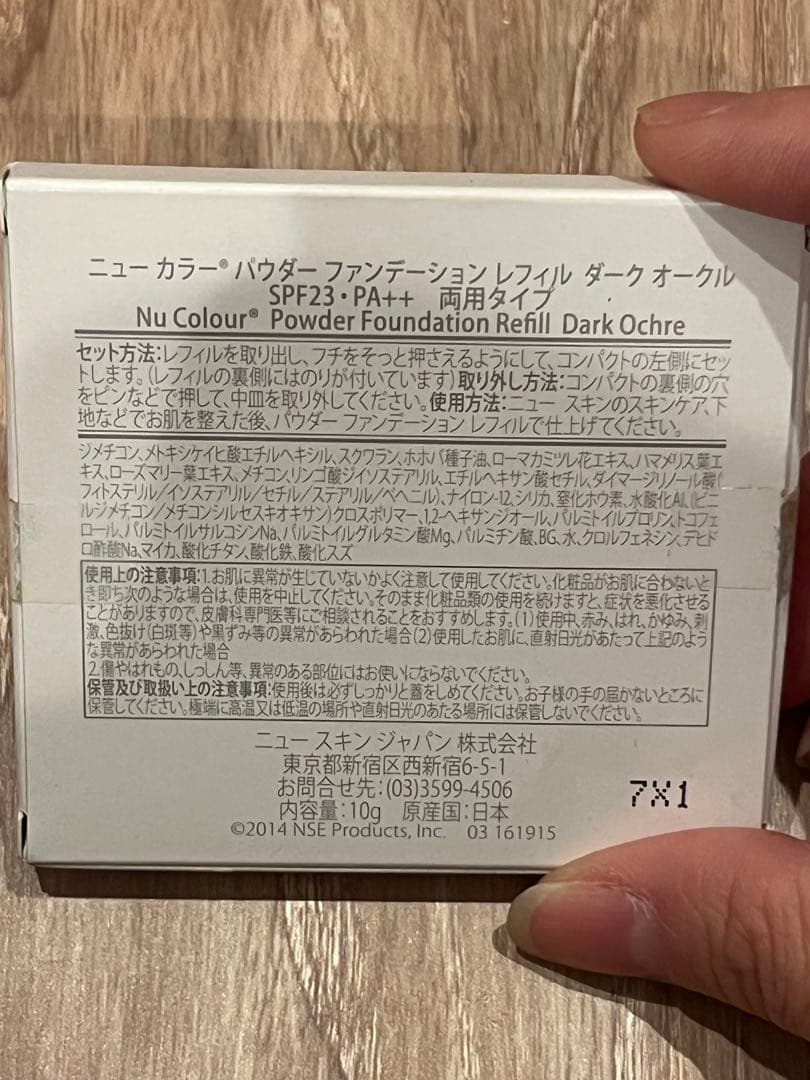 ニュー カラー® パウダー ファンデーション レフィル ダーク オークル
SPF23・PA++ 両用タイプ
Nu Colour® Powder Foundation Refill Dark Ochre
セット方法:レフィルを取り出し、フチをそっと押さえるようにして、コンパクトの左側にセッ
トします。(レフィルの裏側にはのりが付いています)取り外し方法:コンパクトの裏側の穴
をピンなどで押して、中皿を取り外してください。使用方法:ニュー スキンのスキンケア、下
地などでお肌を整えた後、パウダー ファンデーション レフィルで仕上げてください。
ジメチコン、メトキシケイヒ酸エチルヘキシル、スクワラン、ホホバ種子油、ローマカミツレ花エキス、ハマメリス葉エ
キス、ローズマリー葉エキス、メチコン、リンゴ酸ジイソステアリル、エチルヘキサン酸セチル、ダイマージリノール酸(
フィトステリル/イソステアリル/セチル/ステアリル/ベヘニル)、ナイロン-12、シリカ、窒化ホウ素、水酸化Al、(ビニ
ルジメチコン/メチコンシルセスキオキサン)クロスポリマー、1,2-ヘキサンジオール、パルミトイルプロリン、トコフェ
ロール、パルミトイルサルコシンNa、パルミトイルグルタミン酸Mg、パルミチン酸、BG、水、クロルフェネシン、デヒド
ロ酢酸Na、マイカ、酸化チタン、酸化鉄、酸化スズ
使用上の注意事項:1.お肌に異常が生じていないかよく注意して使用してください。化粧品がお肌に合わないと
き即ち次のような場合は、使用を中止してください。そのまま化粧品類の使用を続けますと、症状を悪化させる
ことがありますので、皮膚科専門医等にご相談されることをおすすめします。(1)使用中、赤み、はれ、かゆみ、刺
激、色抜け(白斑等)や黒ずみ等の異常があらわれた場合(2)使用したお肌に、直射日光があたって上記のよう
な異常があらわれた場合
2.傷やはれもの、しっしん等、異常のある部位にはお使いにならないでください。
保管及び取扱い上の注意事項:使用後は必ずしっかりと蓋をしめてください。お子様の手の届かないところに
保管してください。極端に高温又は低温の場所や直射日光のあたる場所には保管しないでください。
ニュー スキン ジャパン 株式会社
東京都新宿区西新宿6-5-1
お問合せ先:(03)3599-4506
内容量:10g 原産国:日本
©2014 NSE Products, Inc. 03 161915
7X1